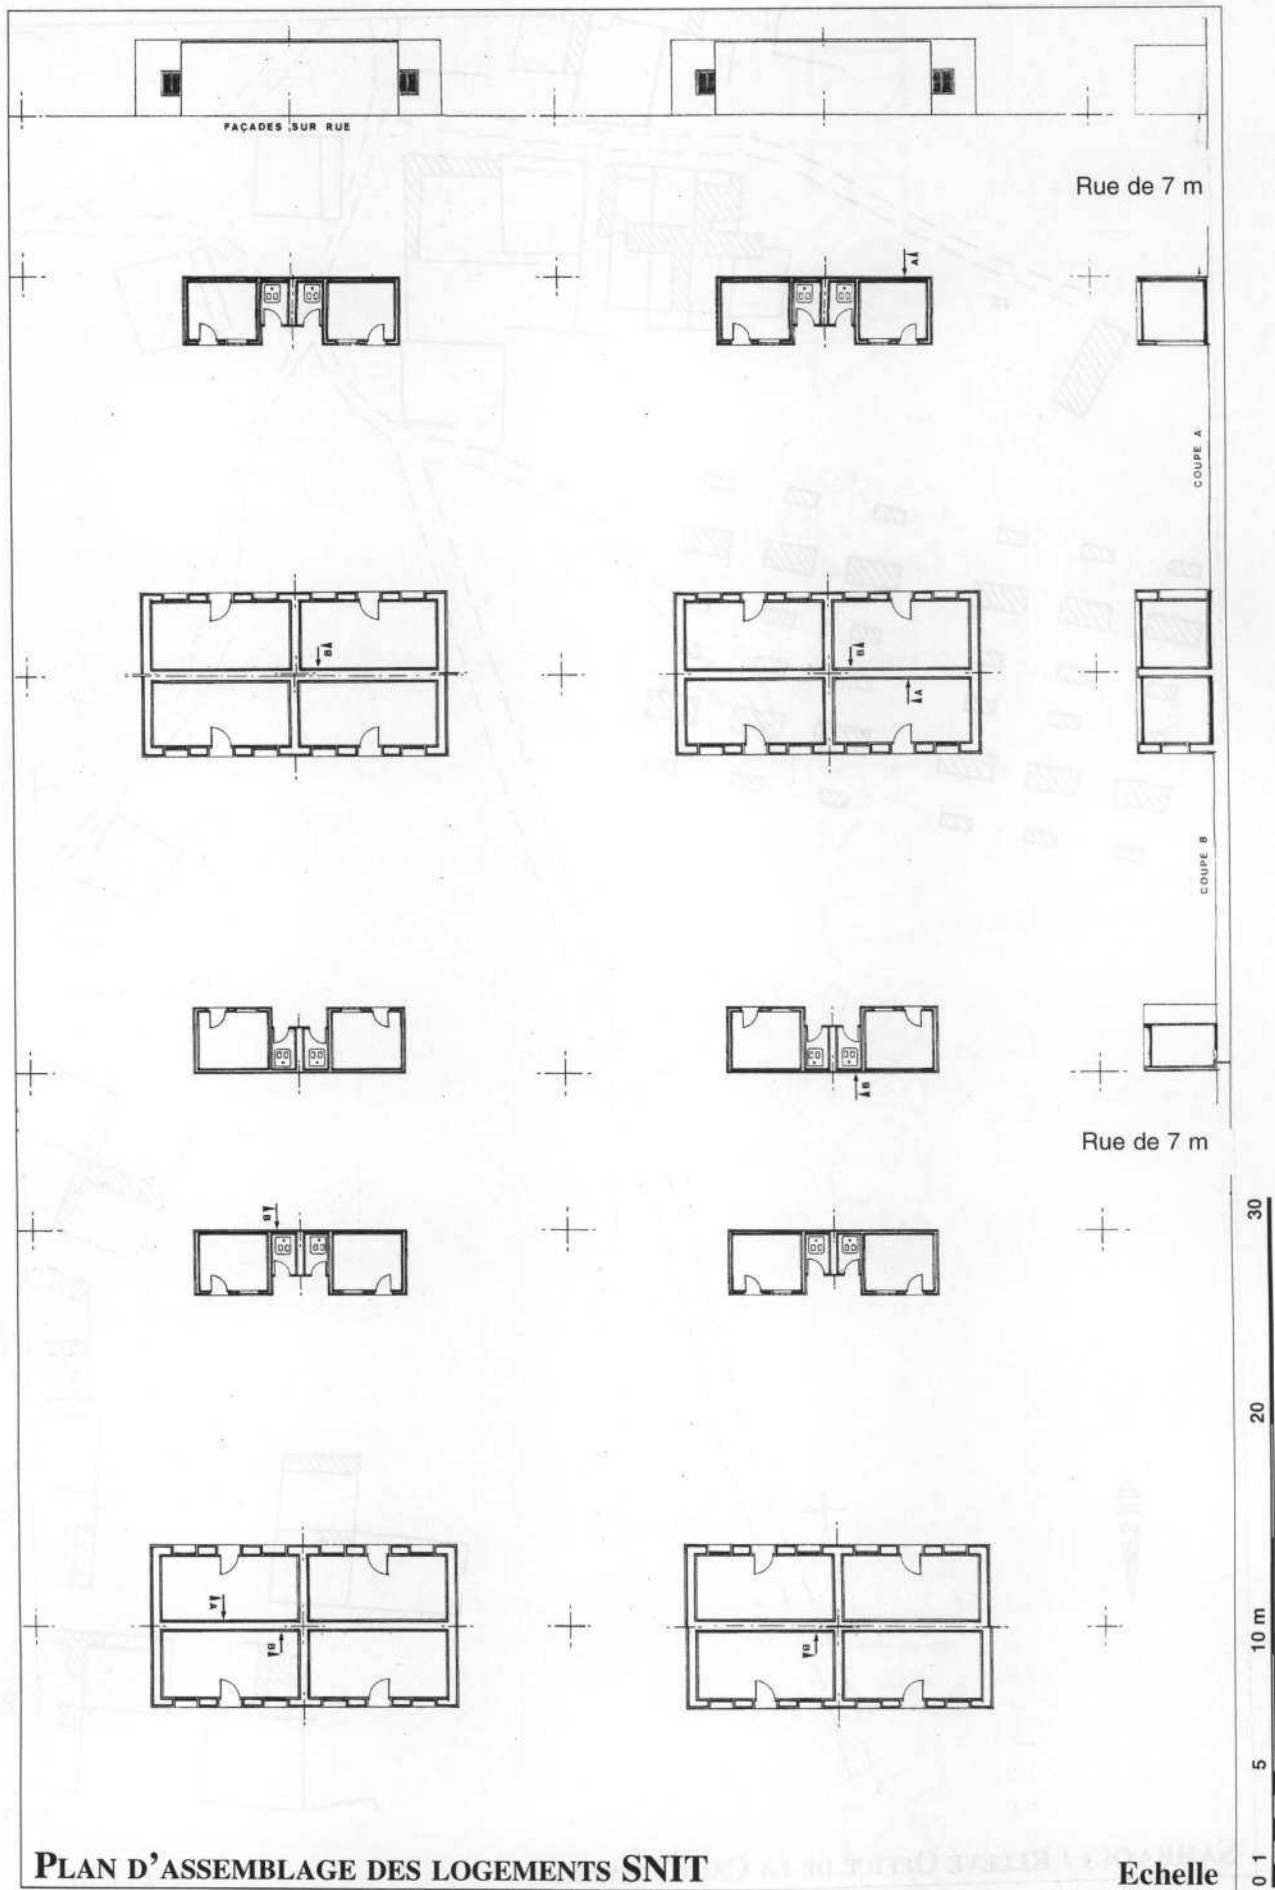 FAÇADES SUR RUE
Rue de 7 m
A
COUPE A
B
B
A
COUPE B
B
Rue de 7 m
B
30
20
A
B
B
10 m
5
1
0
PLAN D'ASSEMBLAGE DES LOGEMENTS SNIT
Echelle